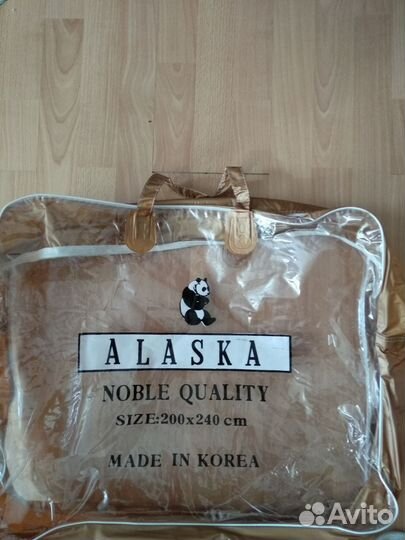 ALASKA
NOBLE QUALITY
SIZE:200x240 cm
MADE IN KOREA
Avito